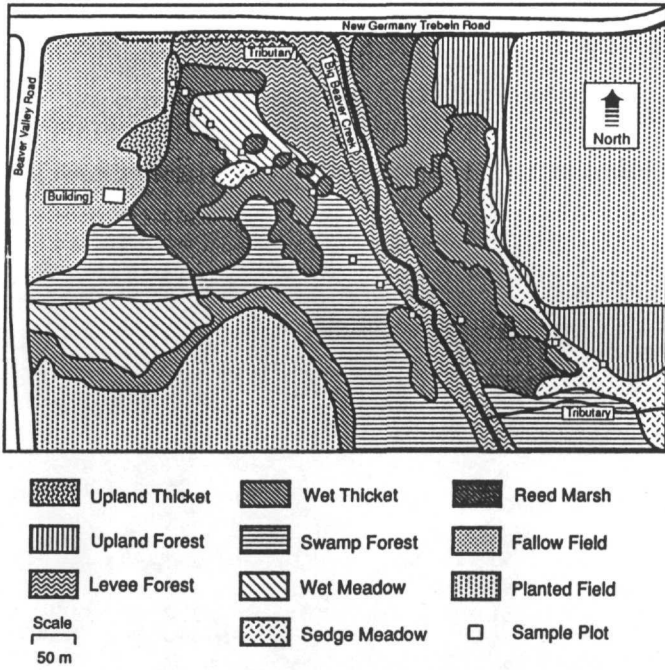 New Germany Trebein Road
Tributary
Beaver Valley Road
Big Beaver Creek
North
Building
Tributary
Upland Thicket
Wet Thicket
Reed Marsh
Upland Forest
Swamp Forest
Fallow Field
Levee Forest
Wet Meadow
Planted Field
Scale
50 m
Sedge Meadow
Sample Plot